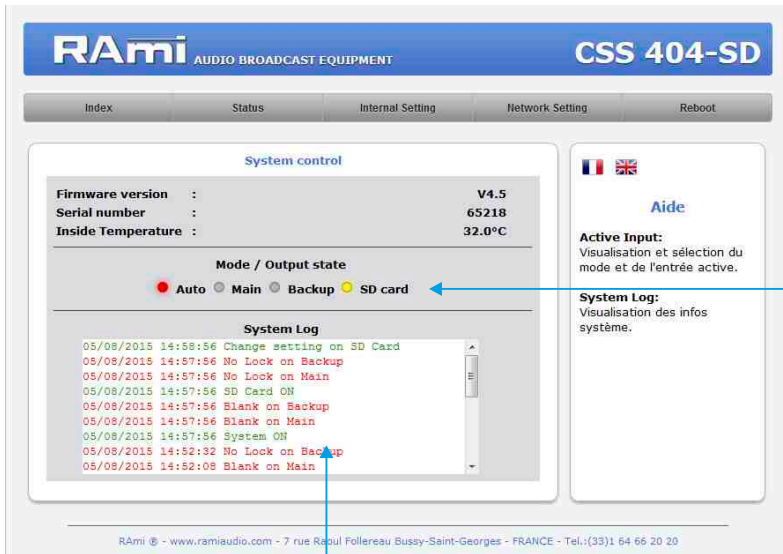 RAmi AUDIO BROADCAST EQUIPMENT
CSS 404-SD
Index Status Internal Setting Network Setting Reboot
System control
Firmware version : V4.5
Serial number : 65218
Inside Temperature : 32.0°C
Mode / Output state
Auto Main Backup SD card
System Log
05/08/2015 14:58:56 Change setting on SD Card
05/08/2015 14:57:56 No Lock on Backup
05/08/2015 14:57:56 No Lock on Main
05/08/2015 14:57:56 SD Card ON
05/08/2015 14:57:56 Blank on Backup
05/08/2015 14:57:56 Blank on Main
05/08/2015 14:57:56 System ON
05/08/2015 14:52:32 No Lock on Backup
05/08/2015 14:52:08 Blank on Main
Aide
Active Input:
Visualisation et sélection du
mode et de l'entrée active.
System Log:
Visualisation des infos
système.
RAmi ® - www.ramiaudio.com - 7 rue Raoul Follereau Bussy-Saint-Georges - FRANCE - Tel.:(33)1 64 66 20 20